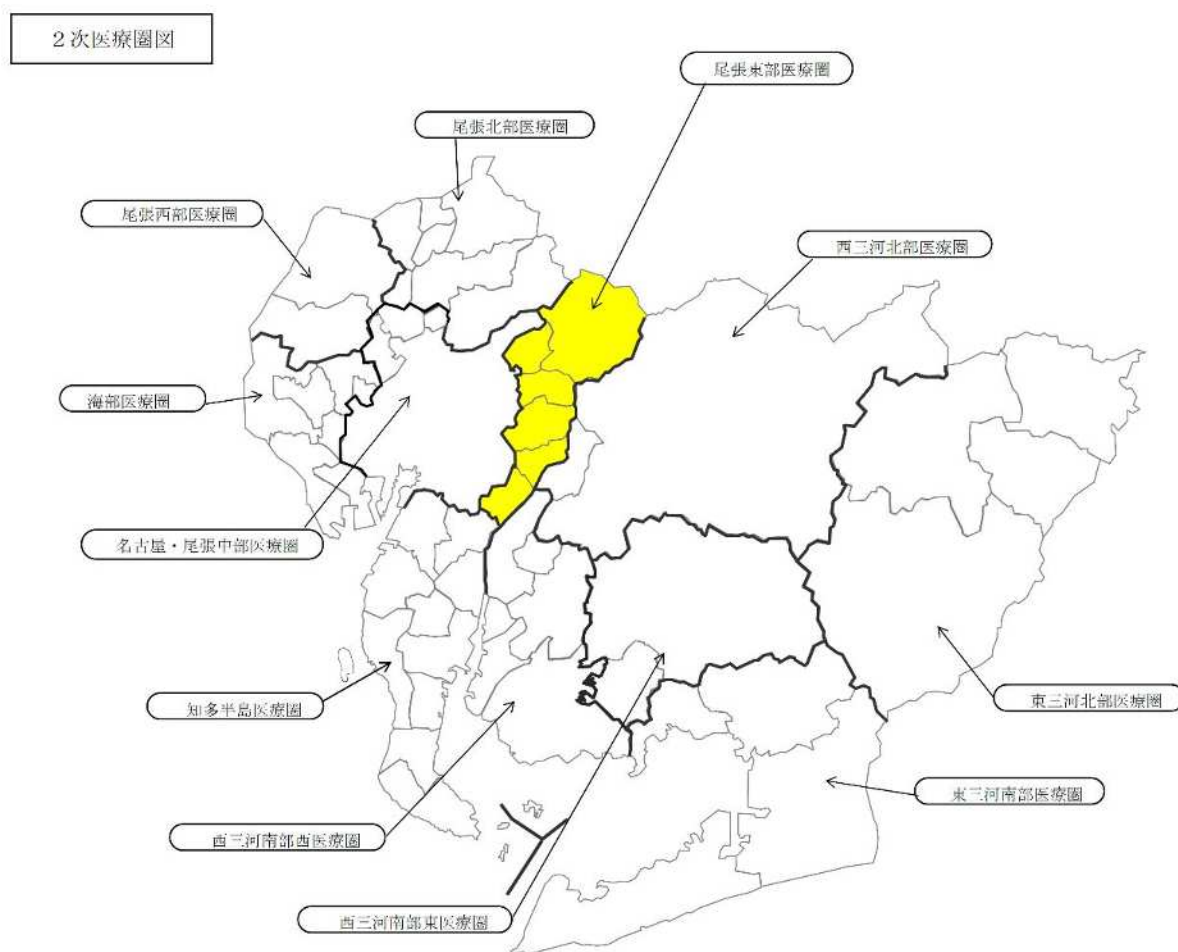 ２次医療圏図
尾張東部医療圏
尾張北部医療圏
尾張西部医療圏
西三河北部医療圏
海部医療圏
名古屋・尾張中部医療圏
知多半島医療圏
東三河北部医療圏
東三河南部医療圏
西三河南部西医療圏
西三河南部東医療圏